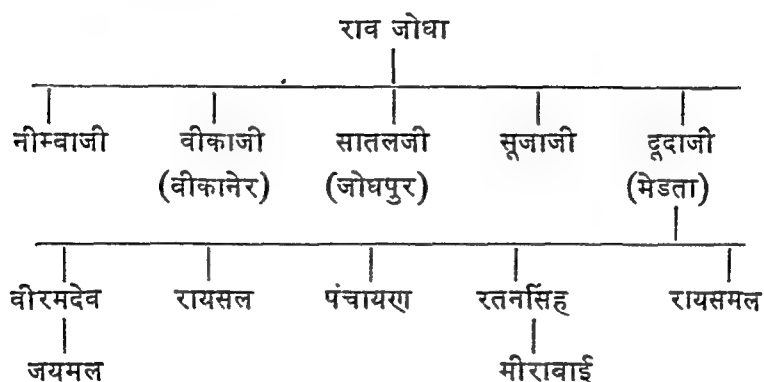 राव जोधा
नीम्वाजी वीकाजी सातलजी सूजाजी दूदाजी
(वीकानेर) (जोधपुर) (मेडता)
वीरमदेव रायसल पंचायण रतनसिंह रायसमल
जयमल मीराबाई